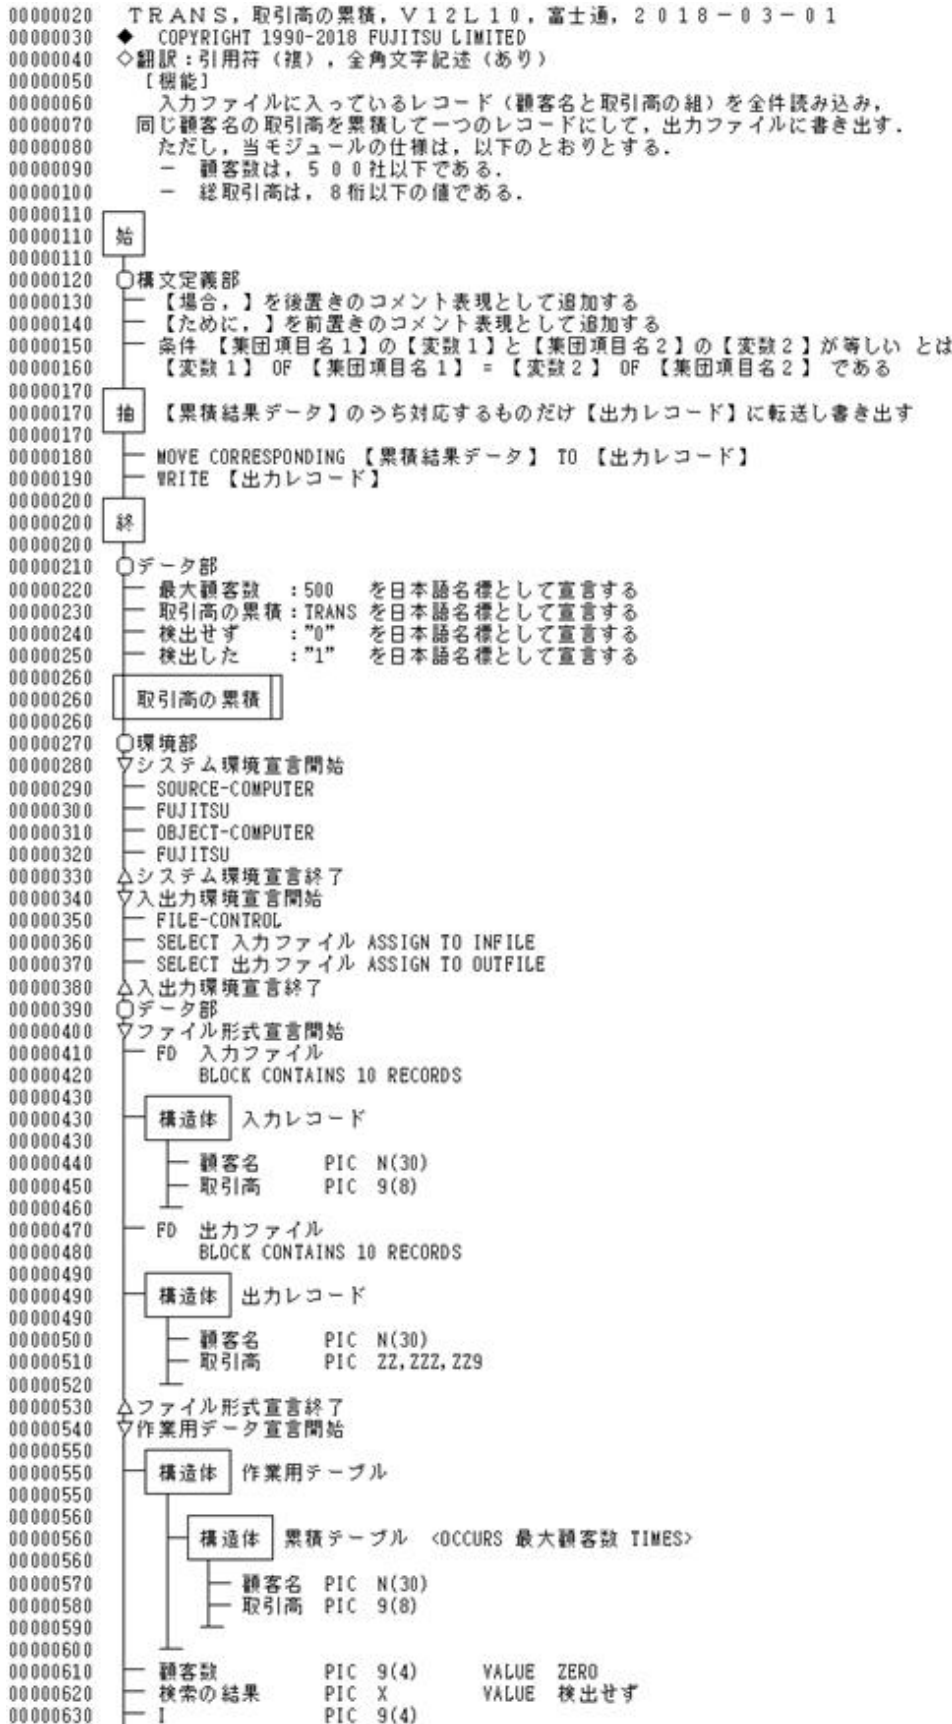 00000020 TRANS，取引高の累積，V12L10，富士通，2018－03－01
00000030 ◆ COPYRIGHT 1990-2018 FUJITSU LIMITED
00000040 ◇翻訳：引用符（複），全角文字記述（あり）
00000050 [機能]
00000060 入力ファイルに入っているレコード（顧客名と取引高の組）を全件読み込み，
00000070 同じ顧客名の取引高を累積して一つのレコードにして，出力ファイルに書き出す．
00000080 ただし，当モジュールの仕様は，以下のとおりとする．
00000090 － 顧客数は，500社以下である．
00000100 － 総取引高は，8桁以下の値である．
00000110
00000110 始
00000110
00000120 構文定義部
00000130 【場合，】を後置きのコメント表現として追加する
00000140 【ために，】を前置きのコメント表現として追加する
00000150 条件 【集団項目名1】の【変数1】と【集団項目名2】の【変数2】が等しい とは
00000160 【変数1】 OF 【集団項目名1】 = 【変数2】 OF 【集団項目名2】 である
00000170
00000170 抽 【累積結果データ】のうち対応するものだけ【出力レコード】に転送し書き出す
00000170
00000180 MOVE CORRESPONDING 【累積結果データ】 TO 【出力レコード】
00000190 WRITE 【出力レコード】
00000200
00000200 終
00000200
00000210 データ部
00000220 最大顧客数 ：500 を日本語名標として宣言する
00000230 取引高の累積：TRANS を日本語名標として宣言する
00000240 検出せず ："0" を日本語名標として宣言する
00000250 検出した ："1" を日本語名標として宣言する
00000260
00000260 取引高の累積
00000260
00000270 環境部
00000280 ▽システム環境宣言開始
00000290 SOURCE-COMPUTER
00000300 FUJITSU
00000310 OBJECT-COMPUTER
00000320 FUJITSU
00000330 △システム環境宣言終了
00000340 ▽入出力環境宣言開始
00000350 FILE-CONTROL
00000360 SELECT 入力ファイル ASSIGN TO INFILE
00000370 SELECT 出力ファイル ASSIGN TO OUTFILE
00000380 △入出力環境宣言終了
00000390 データ部
00000400 ▽ファイル形式宣言開始
00000410 FD 入力ファイル
00000420 BLOCK CONTAINS 10 RECORDS
00000430
00000430 構造体 入力レコード
00000430
00000440 顧客名 PIC N(30)
00000450 取引高 PIC 9(8)
00000460
00000470 FD 出力ファイル
00000480 BLOCK CONTAINS 10 RECORDS
00000490
00000490 構造体 出力レコード
00000490
00000500 顧客名 PIC N(30)
00000510 取引高 PIC ZZ,ZZZ,ZZ9
00000520
00000530 △ファイル形式宣言終了
00000540 ▽作業用データ宣言開始
00000550
00000550 構造体 作業用テーブル
00000550
00000560
00000560 構造体 累積テーブル <OCCURS 最大顧客数 TIMES>
00000560
00000570 顧客名 PIC N(30)
00000580 取引高 PIC 9(8)
00000590
00000600
00000610 顧客数 PIC 9(4) VALUE ZERO
00000620 検索の結果 PIC X VALUE 検出せず
00000630 I PIC 9(4)